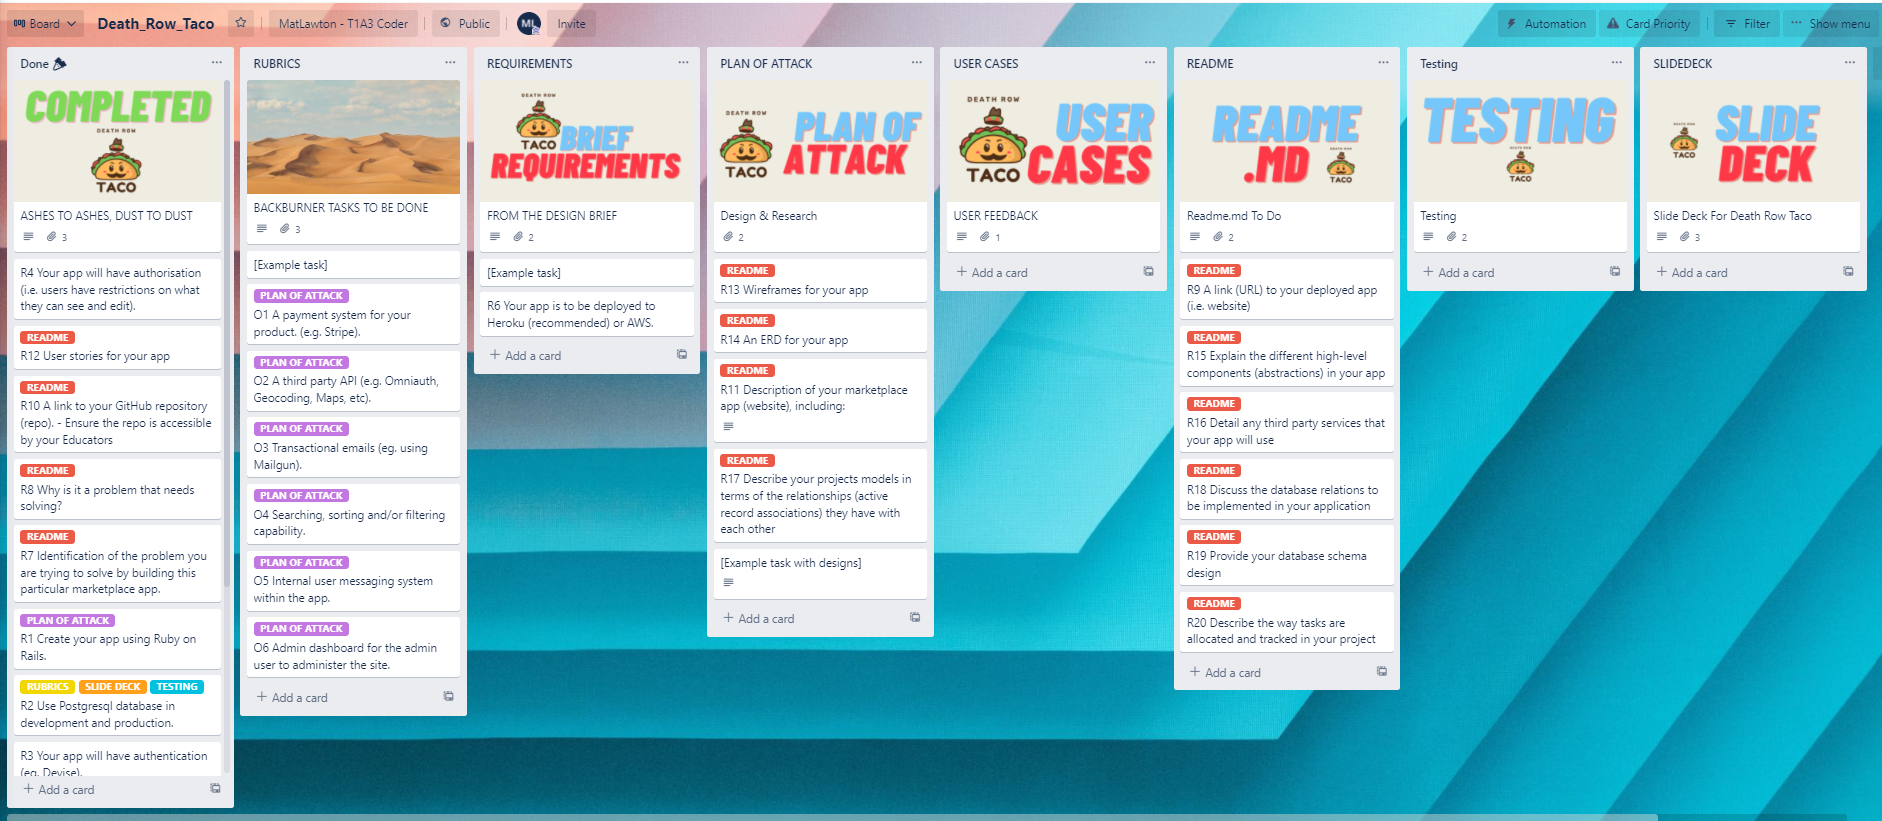 Board
Death_Row_Taco
MatLawton - T1A3 Coder
Public
ML
Invite
Automation
Card Priority
Filter
Show menu
Done
COMPLETED
DEATH ROW
TACO
ASHES TO ASHES, DUST TO DUST
3
R4 Your app will have authorisation
(i.e. users have restrictions on what
they can see and edit).
README
R12 User stories for your app
README
R10 A link to your GitHub repository
(repo). - Ensure the repo is accessible
by your Educators
README
R8 Why is it a problem that needs
solving?
README
R7 Identification of the problem you
are trying to solve by building this
particular marketplace app.
PLAN OF ATTACK
R1 Create your app using Ruby on
Rails.
RUBRICS SLIDE DECK TESTING
R2 Use Postgresql database in
development and production.
R3 Your app will have authentication
(eg. Devise).
+ Add a card
RUBRICS
BACKBURNER TASKS TO BE DONE
3
[Example task]
PLAN OF ATTACK
O1 A payment system for your
product. (e.g. Stripe).
PLAN OF ATTACK
O2 A third party API (e.g. Omniauth,
Geocoding, Maps, etc).
PLAN OF ATTACK
O3 Transactional emails (eg. using
Mailgun).
PLAN OF ATTACK
O4 Searching, sorting and/or filtering
capability.
PLAN OF ATTACK
O5 Internal user messaging system
within the app.
PLAN OF ATTACK
O6 Admin dashboard for the admin
user to administer the site.
+ Add a card
REQUIREMENTS
DEATH ROW
TACO
BRIEF
REQUIREMENTS
FROM THE DESIGN BRIEF
2
[Example task]
R6 Your app is to be deployed to
Heroku (recommended) or AWS.
+ Add a card
PLAN OF ATTACK
DEATH ROW
TACO
PLAN OF
ATTACK
Design & Research
2
README
R13 Wireframes for your app
README
R14 An ERD for your app
README
R11 Description of your marketplace
app (website), including:
README
R17 Describe your projects models in
terms of the relationships (active
record associations) they have with
each other
[Example task with designs]
+ Add a card
USER CASES
DEATH ROW
TACO
USER
CASES
USER FEEDBACK
1
+ Add a card
README
README
.MD
DEATH ROW
TACO
Readme.md To Do
2
README
R9 A link (URL) to your deployed app
(i.e. website)
README
R15 Explain the different high-level
components (abstractions) in your app
README
R16 Detail any third party services that
your app will use
README
R18 Discuss the database relations to
be implemented in your application
README
R19 Provide your database schema
design
README
R20 Describe the way tasks are
allocated and tracked in your project
+ Add a card
Testing
TESTING
DEATH ROW
TACO
Testing
2
+ Add a card
SLIDEDECK
DEATH ROW
TACO
SLIDE
DECK
Slide Deck For Death Row Taco
3
+ Add a card